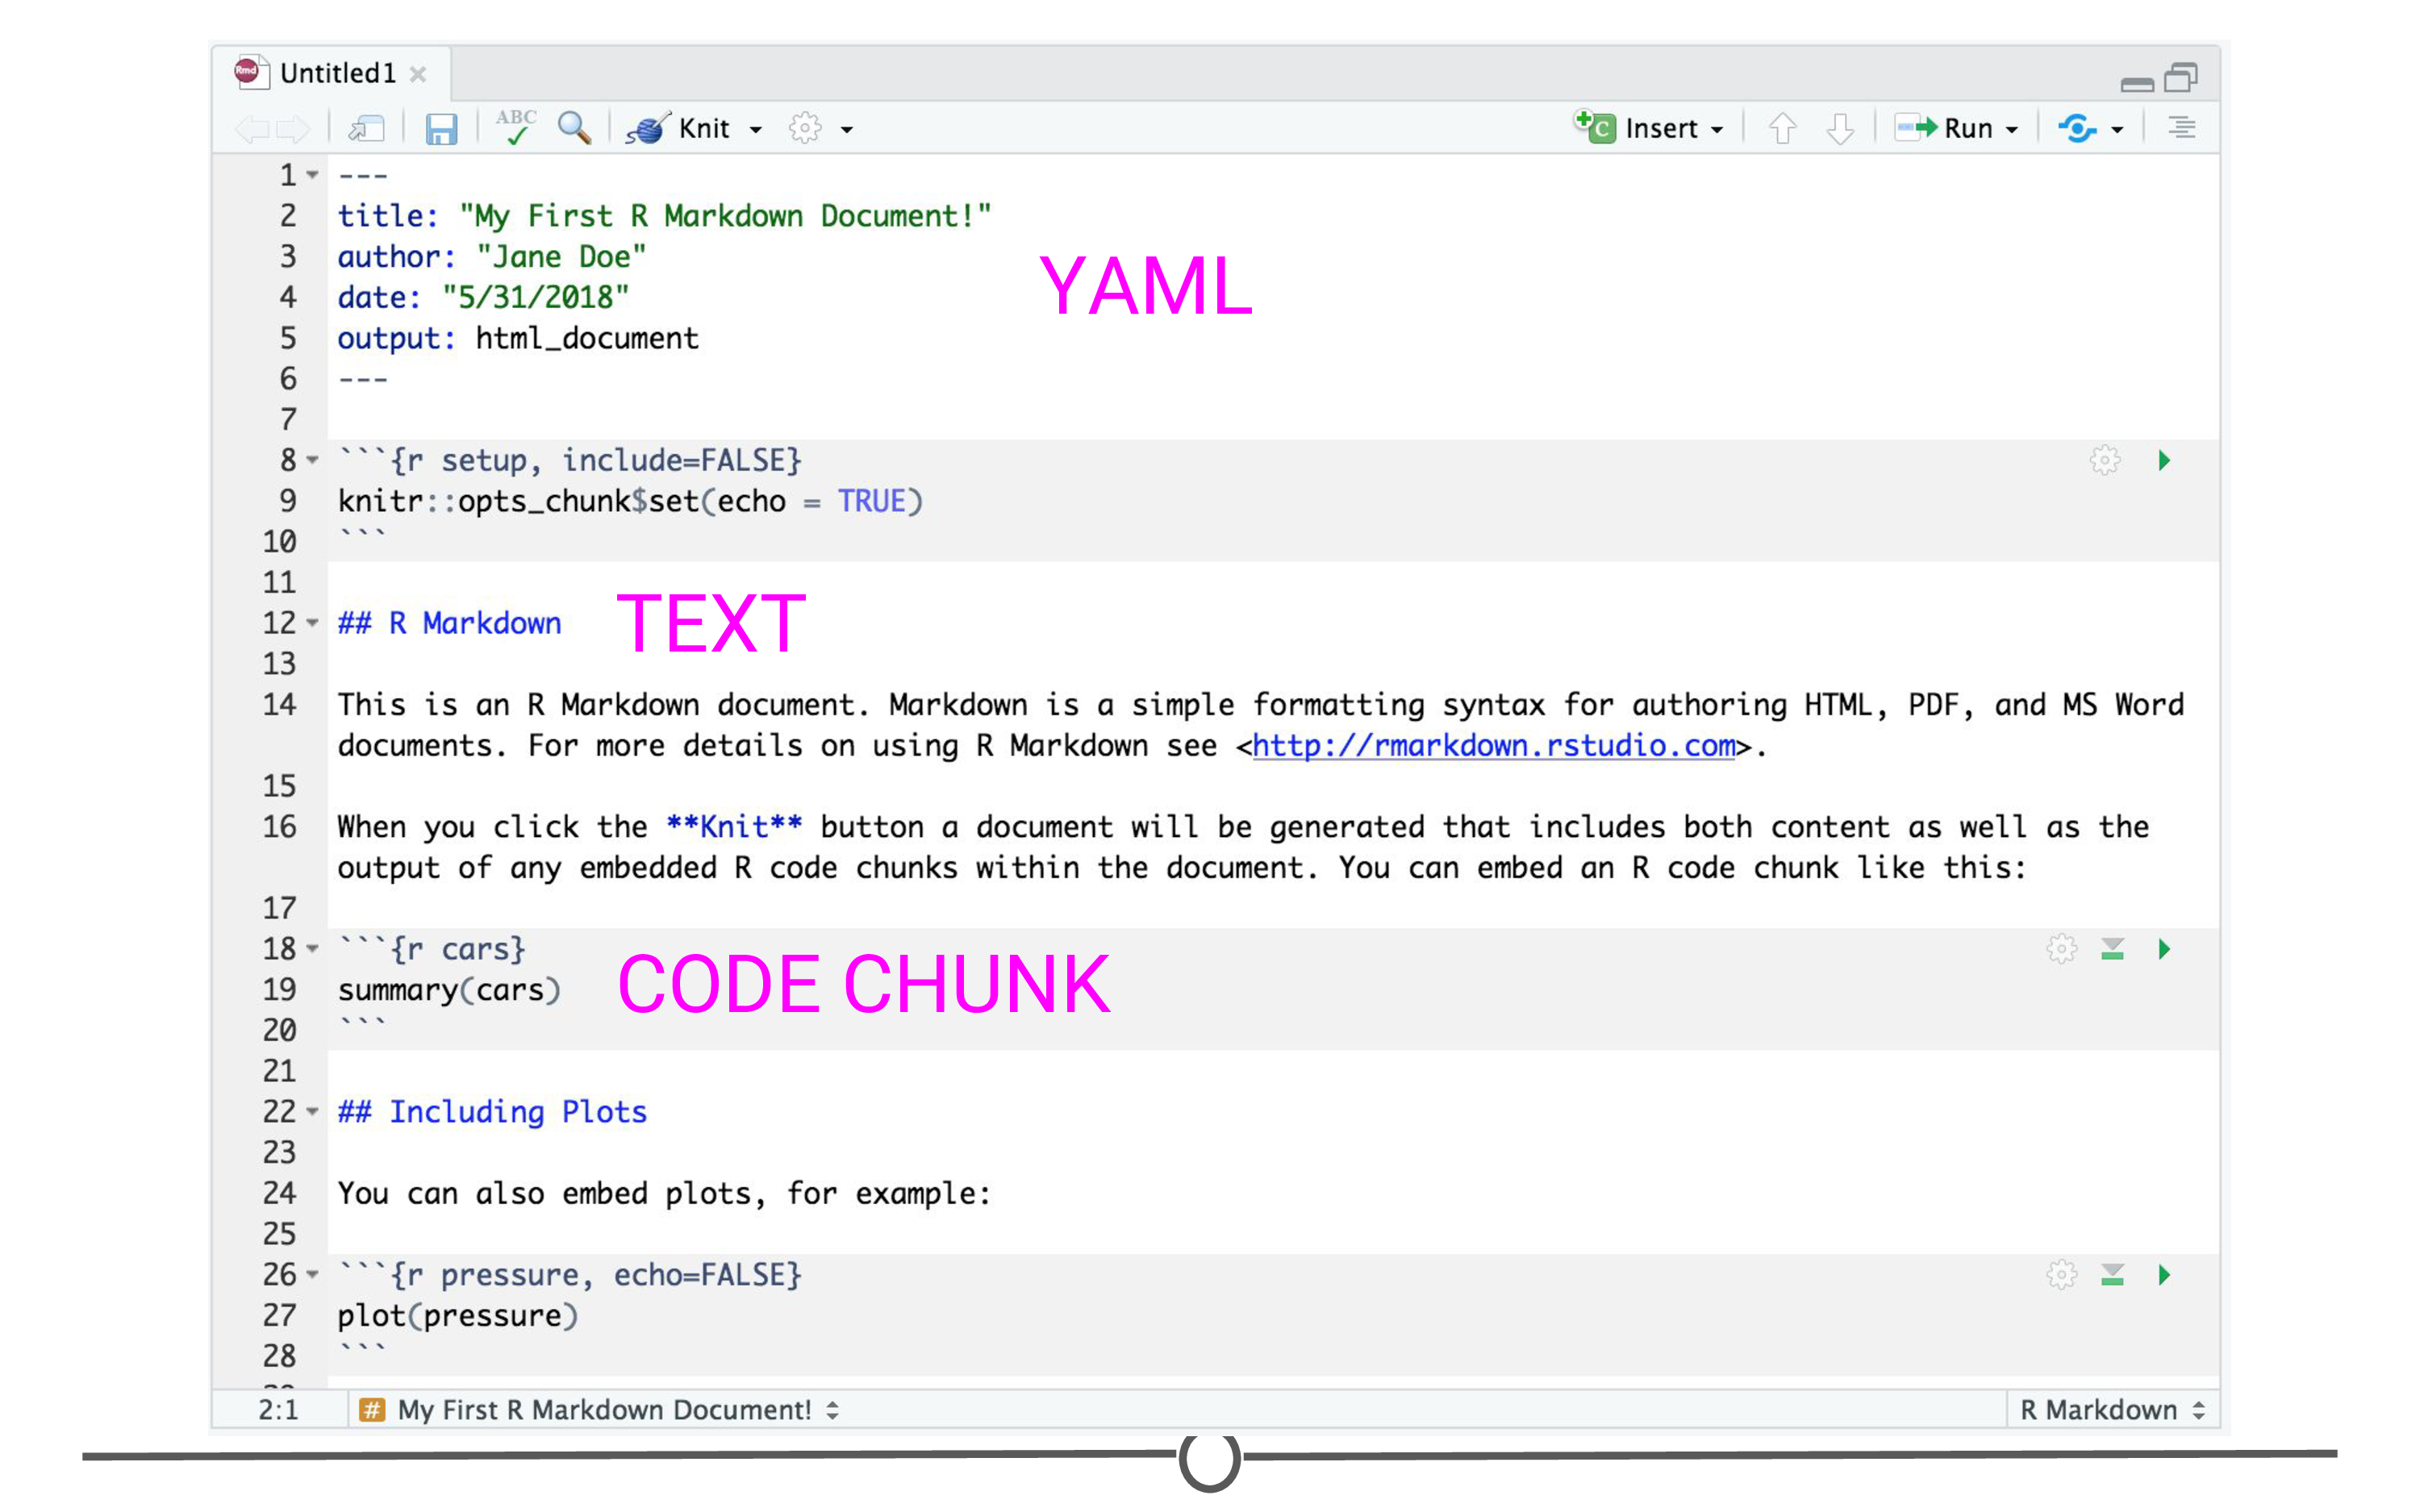 Rmd Untitled1
ABC Knit Insert Run
1 ---
2 title: "My First R Markdown Document!"
3 author: "Jane Doe"
4 date: "5/31/2018"
5 output: html_document
6 ---
YAML
7
8 ```{r setup, include=FALSE}
9 knitr::opts_chunk$set(echo = TRUE)
10 ```
11
12 ## R Markdown
TEXT
13
14 This is an R Markdown document. Markdown is a simple formatting syntax for authoring HTML, PDF, and MS Word
documents. For more details on using R Markdown see <http://rmarkdown.rstudio.com>.
15
16 When you click the **Knit** button a document will be generated that includes both content as well as the
output of any embedded R code chunks within the document. You can embed an R code chunk like this:
17
18 ```{r cars}
19 summary(cars)
20 ```
CODE CHUNK
21
22 ## Including Plots
23
24 You can also embed plots, for example:
25
26 ```{r pressure, echo=FALSE}
27 plot(pressure)
28 ```
2:1 # My First R Markdown Document! R Markdown